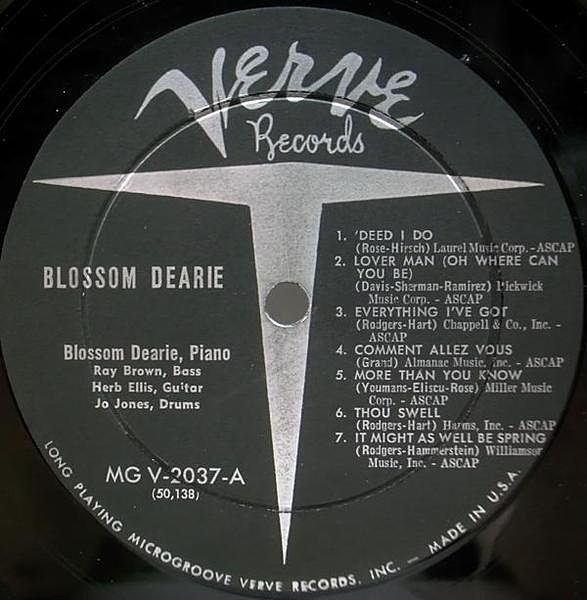 Verve
Records
BLOSSOM DEARIE
Blossom Dearie, Piano
Ray Brown, Bass
Herb Ellis, Guitar
Jo Jones, Drums
MG V-2037-A
(50,138)
1. 'DEED I DO
(Rose-Hirsch) Laurel Music Corp. - ASCAP
2. LOVER MAN (OH WHERE CAN
YOU BE)
(Davis-Sherman-Ramirez) Pickwick
Music Corp. - ASCAP
3. EVERYTHING I'VE GOT
(Rodgers-Hart) Chappell & Co., Inc. -
ASCAP
4. COMMENT ALLEZ VOUS
(Grand) Almanac Music, Inc. - ASCAP
5. MORE THAN YOU KNOW
(Youmans-Eliscu-Rose) Miller Music
Corp. - ASCAP
6. THOU SWELL
(Rodgers-Hart) Harms, Inc. - ASCAP
7. IT MIGHT AS WELL BE SPRING
(Rodgers-Hammerstein) Williamson
Music, Inc. - ASCAP
LONG PLAYING MICROGROOVE VERVE RECORDS, INC. - MADE IN U.S.A.